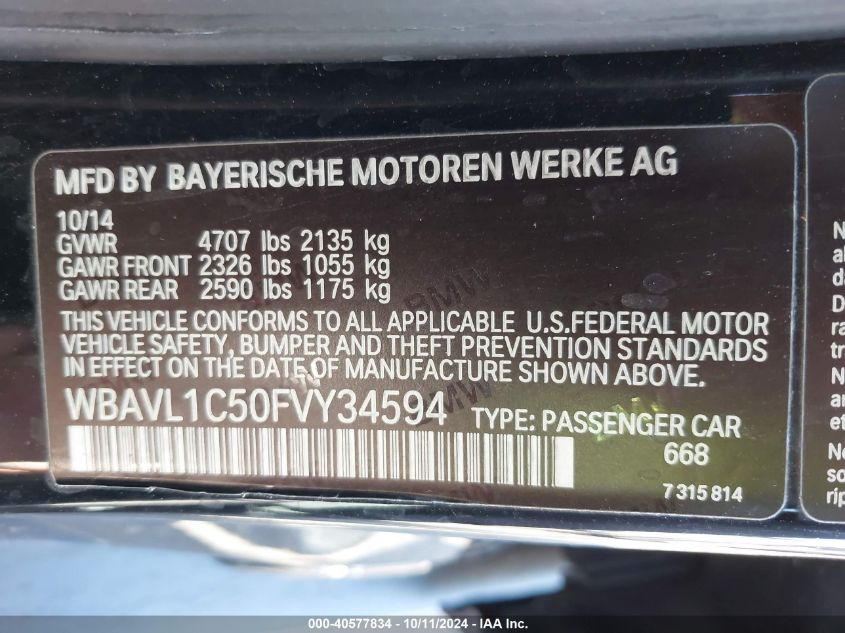 MFD BY BAYERISCHE MOTOREN WERKE AG
10/14
GVWR 4707 lbs 2135 kg
GAWR FRONT 2326 lbs 1055 kg
GAWR REAR 2590 lbs 1175 kg
THIS VEHICLE CONFORMS TO ALL APPLICABLE U.S.FEDERAL MOTOR
VEHICLE SAFETY, BUMPER AND THEFT PREVENTION STANDARDS
IN EFFECT ON THE DATE OF MANUFACTURE SHOWN ABOVE.
WBAVL1C50FVY34594 TYPE: PASSENGER CAR
668
7 315 814
000-40577834 - 10/11/2024 - IAA Inc.